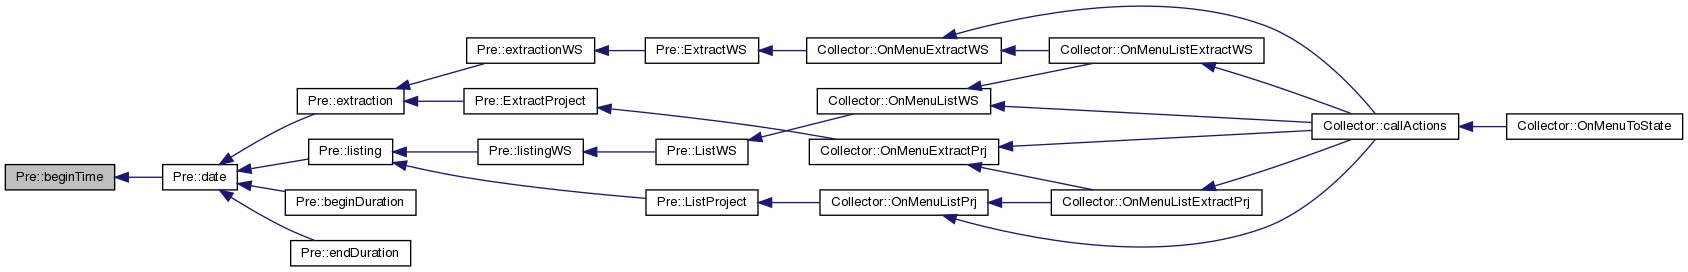 Pre::beginTime
Pre::date
Pre::extraction
Pre::listing
Pre::beginDuration
Pre::endDuration
Pre::extractionWS
Pre::ExtractProject
Pre::listingWS
Pre::ExtractWS
Pre::ListWS
Pre::ListProject
Collector::OnMenuExtractWS
Collector::OnMenuListWS
Collector::OnMenuExtractPrj
Collector::OnMenuListPrj
Collector::OnMenuListExtractWS
Collector::OnMenuListExtractPrj
Collector::callActions
Collector::OnMenuToState